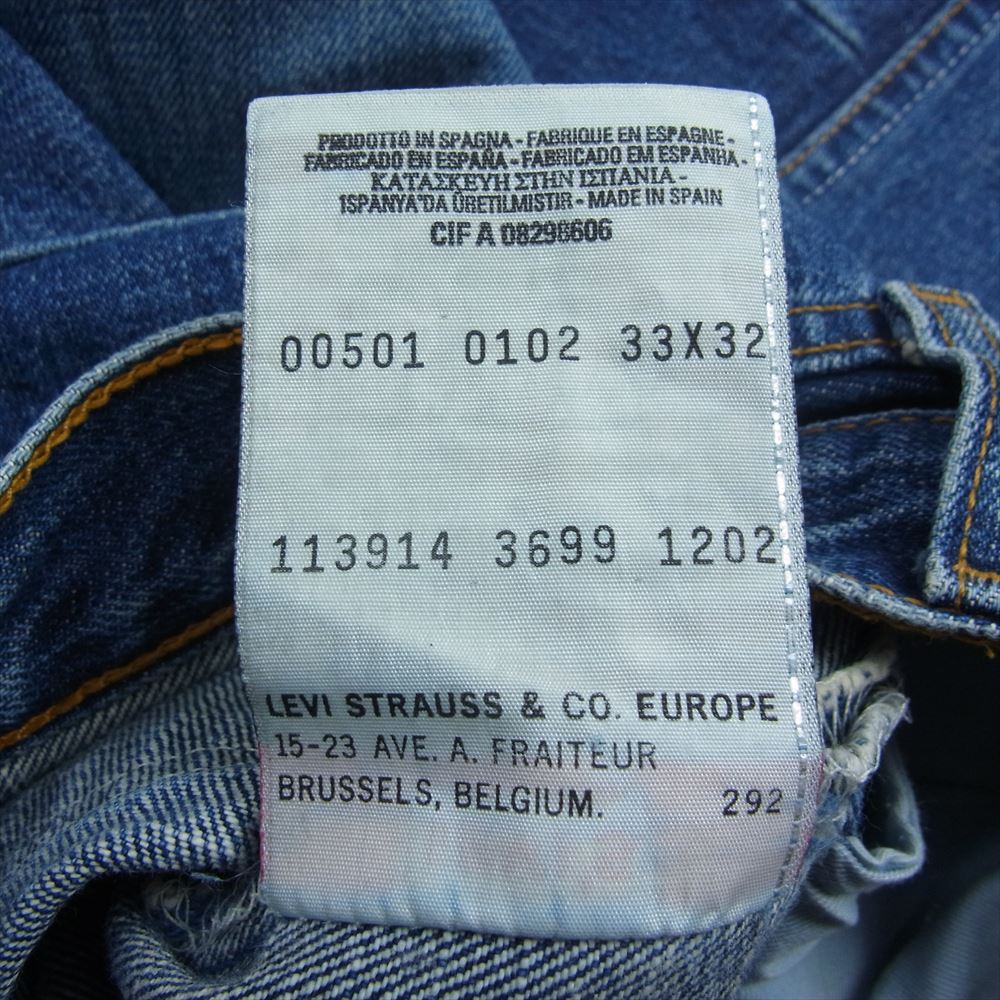 PRODOTTO IN SPAGNA - FABRIQUE EN ESPAGNE -
FABRICADO EN ESPAÑA - FABRICADO EM ESPANHA -
ΚΑΤΑΣΚΕΥΗ ΣΤΗΝ ΙΣΠΑΝΙΑ -
ISPANYA'DA ÜRETILMISTIR - MADE IN SPAIN
CIF A 08298606
00501 0102 33X32
113914 3699 1202
LEVI STRAUSS & CO. EUROPE
15-23 AVE. A. FRAITEUR
BRUSSELS, BELGIUM. 292